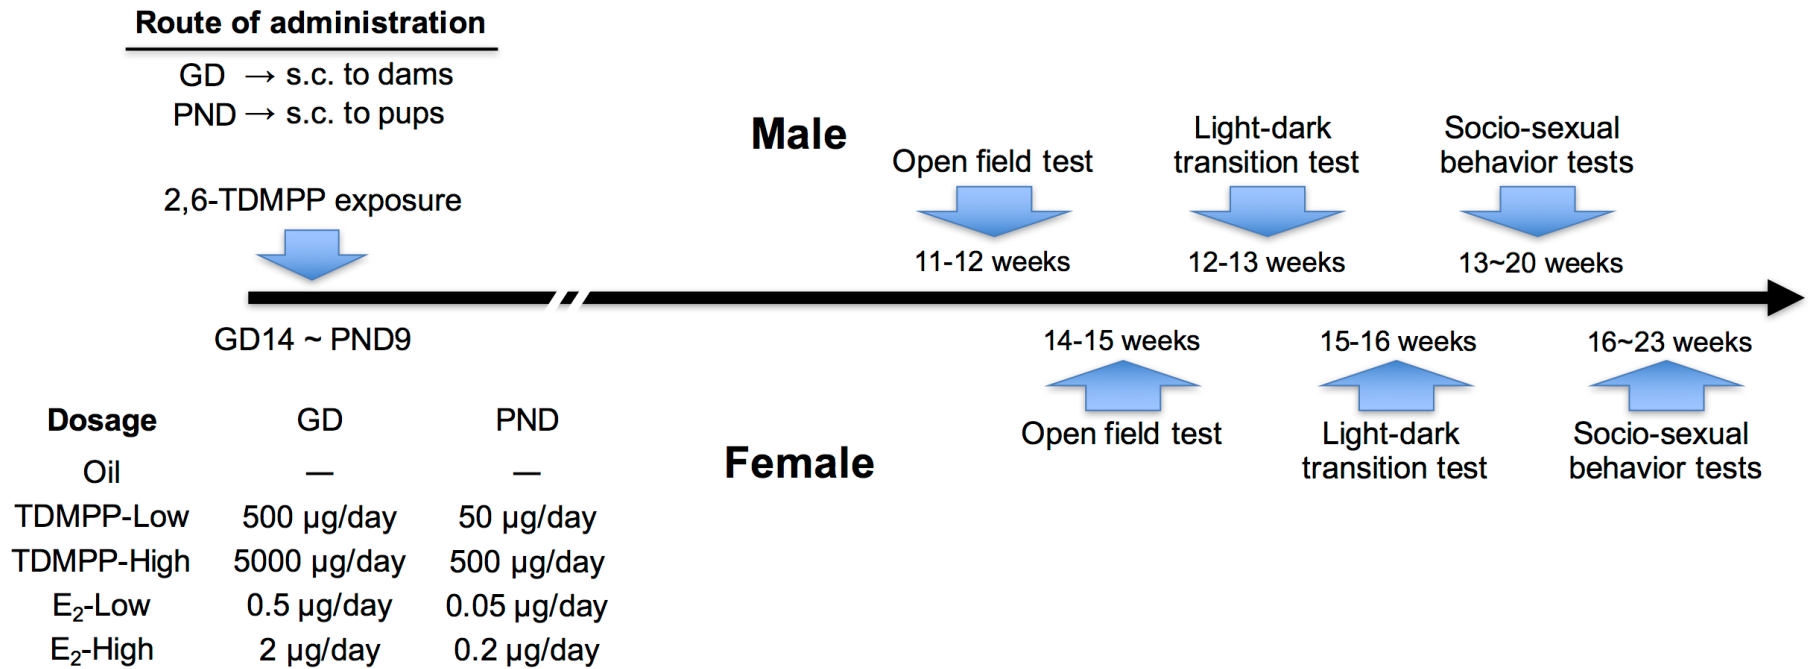 Route of administration
GD → s.c. to dams
PND → s.c. to pups
2,6-TDMPP exposure
GD14 ~ PND9
Male
Open field test
11-12 weeks
Light-dark
transition test
12-13 weeks
Socio-sexual
behavior tests
13~20 weeks
14-15 weeks
Open field test
15-16 weeks
Light-dark
transition test
16~23 weeks
Socio-sexual
behavior tests
Female
Dosage GD PND
Oil — —
TDMPP-Low 500 µg/day 50 µg/day
TDMPP-High 5000 µg/day 500 µg/day
E₂-Low 0.5 µg/day 0.05 µg/day
E₂-High 2 µg/day 0.2 µg/day